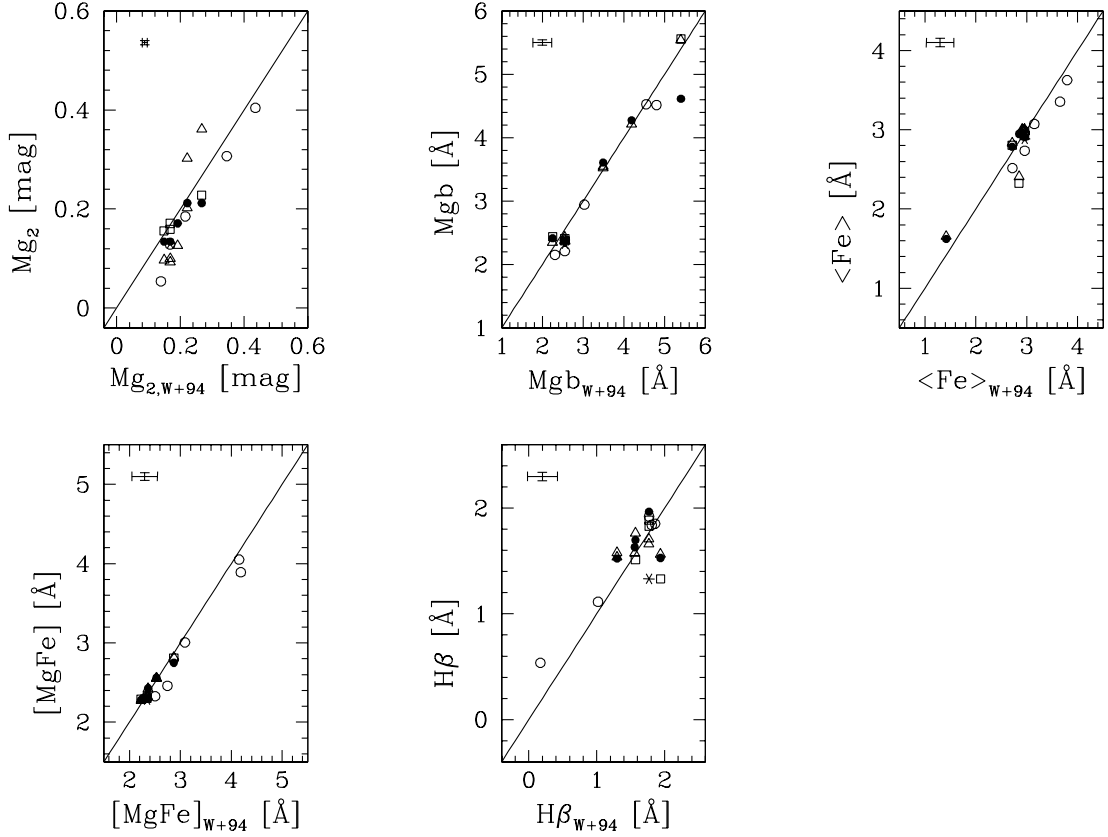 0.6
0.4
0.2
0
Mg₂ [mag]
0 0.2 0.4 0.6
Mg₂,W+94 [mag]
6
5
4
3
2
1
Mgb [Å]
1 2 3 4 5 6
MgbW+94 [Å]
4
3
2
1
<Fe> [Å]
1 2 3 4
<Fe>W+94 [Å]
5
4
3
2
[MgFe] [Å]
2 3 4 5
[MgFe]W+94 [Å]
2
1
0
Hβ [Å]
0 1 2
HβW+94 [Å]